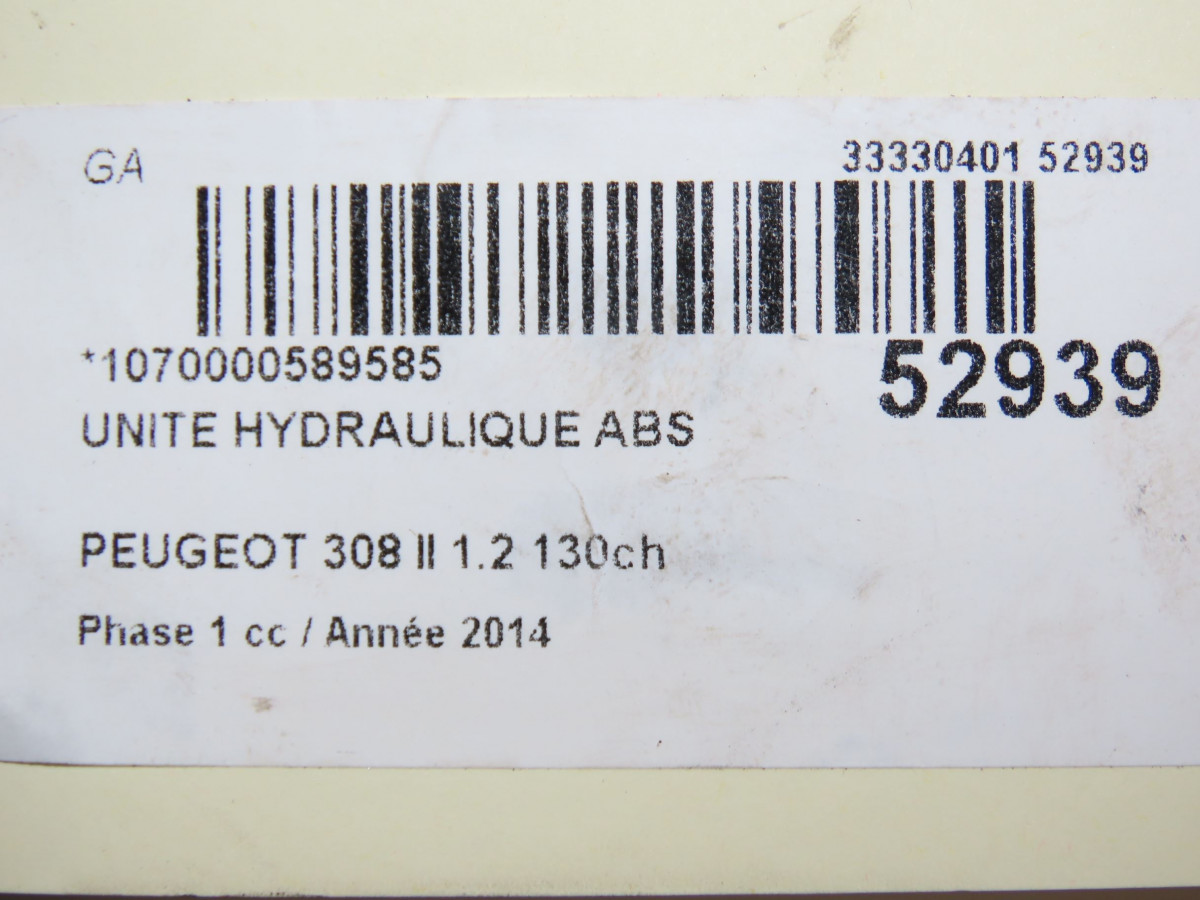 GA
33330401 52939
*1070000589585
52939
UNITE HYDRAULIQUE ABS
PEUGEOT 308 II 1.2 130ch
Phase 1 cc / Année 2014